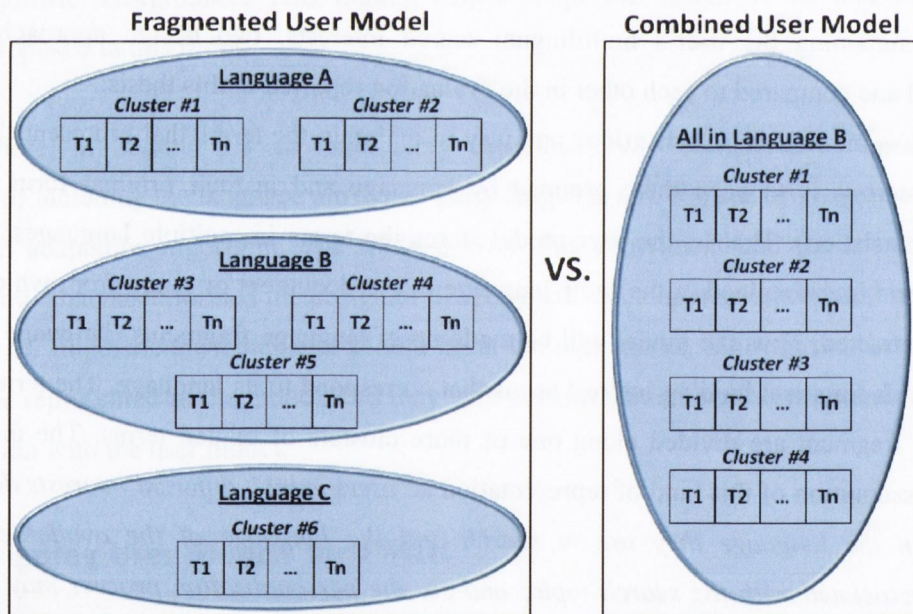 Fragmented User Model
Combined User Model
Language A
Cluster #1
Cluster #2
T1 T2 ... Tn
T1 T2 ... Tn
Language B
Cluster #3
Cluster #4
T1 T2 ... Tn
T1 T2 ... Tn
Cluster #5
T1 T2 ... Tn
Language C
Cluster #6
T1 T2 ... Tn
VS.
All in Language B
Cluster #1
T1 T2 ... Tn
Cluster #2
T1 T2 ... Tn
Cluster #3
T1 T2 ... Tn
Cluster #4
T1 T2 ... Tn